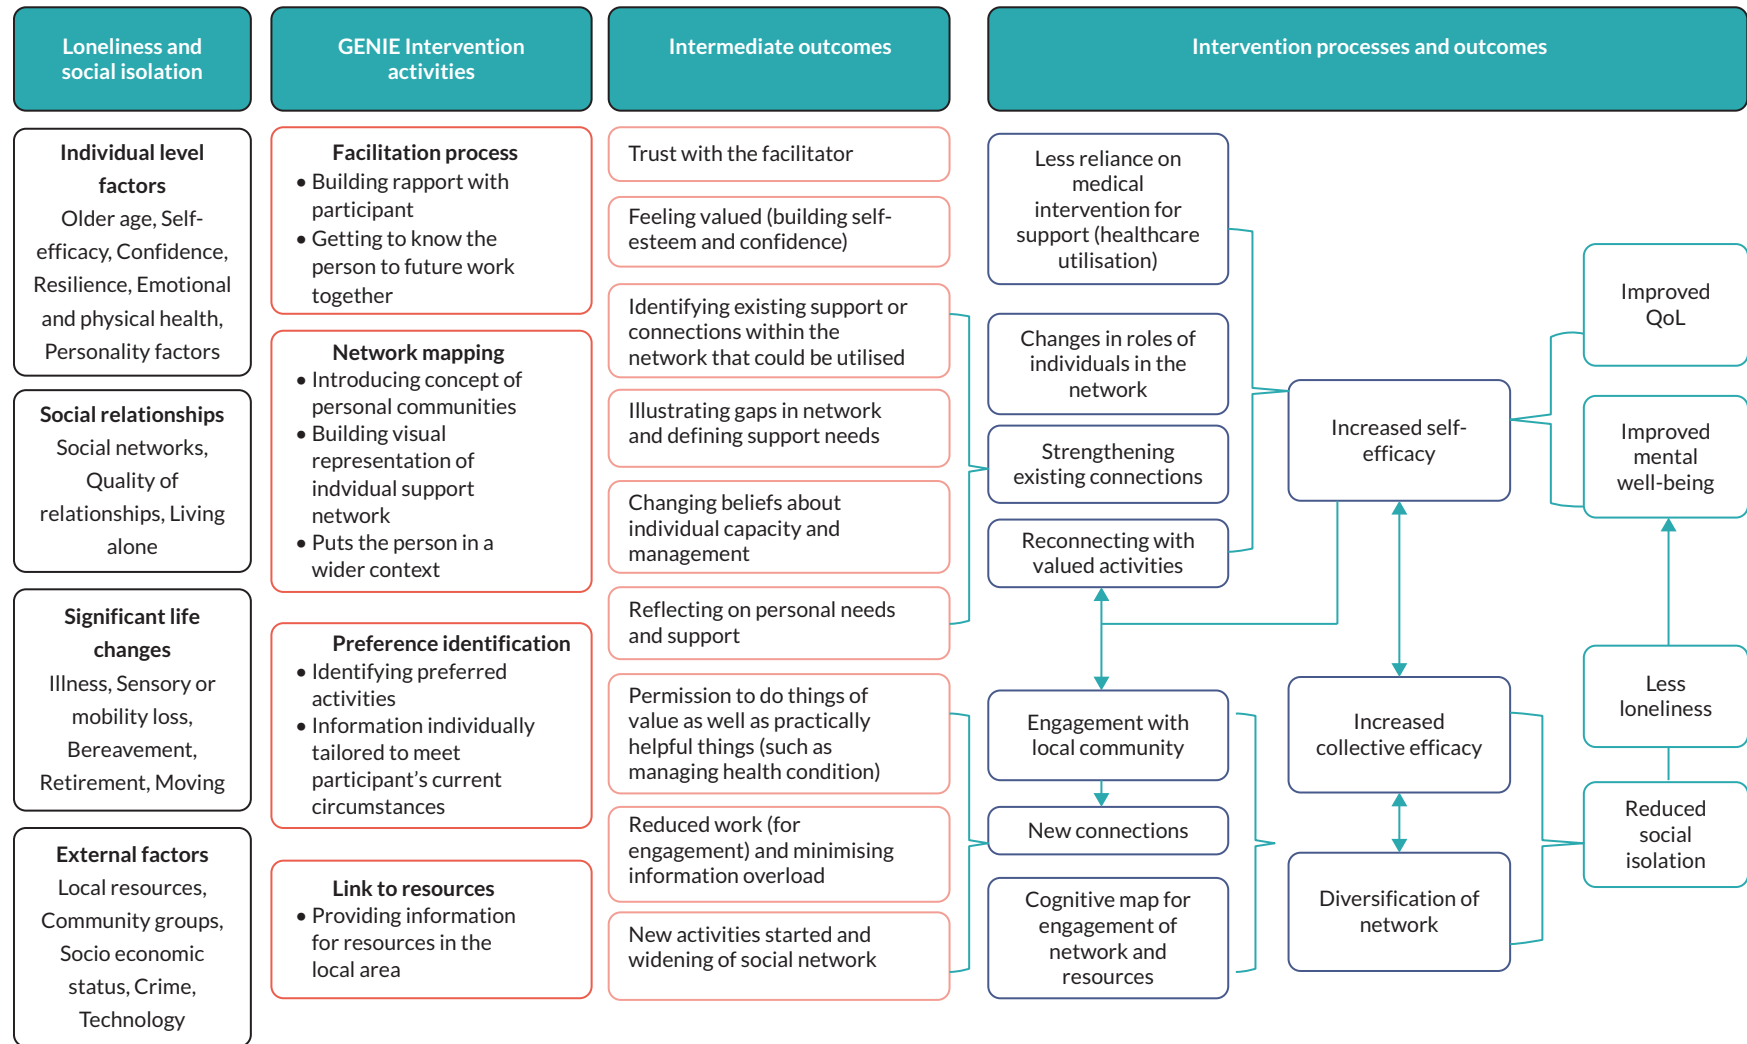 Loneliness and
social isolation
GENIE Intervention
activities
Intermediate outcomes
Intervention processes and outcomes
Individual level
factors
Older age, Self-
efficacy, Confidence,
Resilience, Emotional
and physical health,
Personality factors
Social relationships
Social networks,
Quality of
relationships, Living
alone
Significant life
changes
Illness, Sensory or
mobility loss,
Bereavement,
Retirement, Moving
External factors
Local resources,
Community groups,
Socio economic
status, Crime,
Technology
Facilitation process
• Building rapport with
participant
• Getting to know the
person to future work
together
Network mapping
• Introducing concept of
personal communities
• Building visual
representation of
indvidual support
network
• Puts the person in a
wider context
Preference identification
• Identifying preferred
activities
• Information individually
tailored to meet
participant's current
circumstances
Link to resources
• Providing information
for resources in the
local area
Trust with the facilitator
Feeling valued (building self-
esteem and confidence)
Identifying existing support or
connections within the
network that could be utilised
Illustrating gaps in network
and defining support needs
Changing beliefs about
individual capacity and
management
Reflecting on personal needs
and support
Permission to do things of
value as well as practically
helpful things (such as
managing health condition)
Reduced work (for
engagement) and minimising
information overload
New activities started and
widening of social network
Less reliance on
medical
intervention for
support (healthcare
utilisation)
Changes in roles of
individuals in the
network
Strengthening
existing connections
Reconnecting with
valued activities
Engagement with
local community
New connections
Cognitive map for
engagement of
network and
resources
Increased self-
efficacy
Increased
collective efficacy
Diversification of
network
Improved
QoL
Improved
mental
well-being
Less
loneliness
Reduced
social
isolation